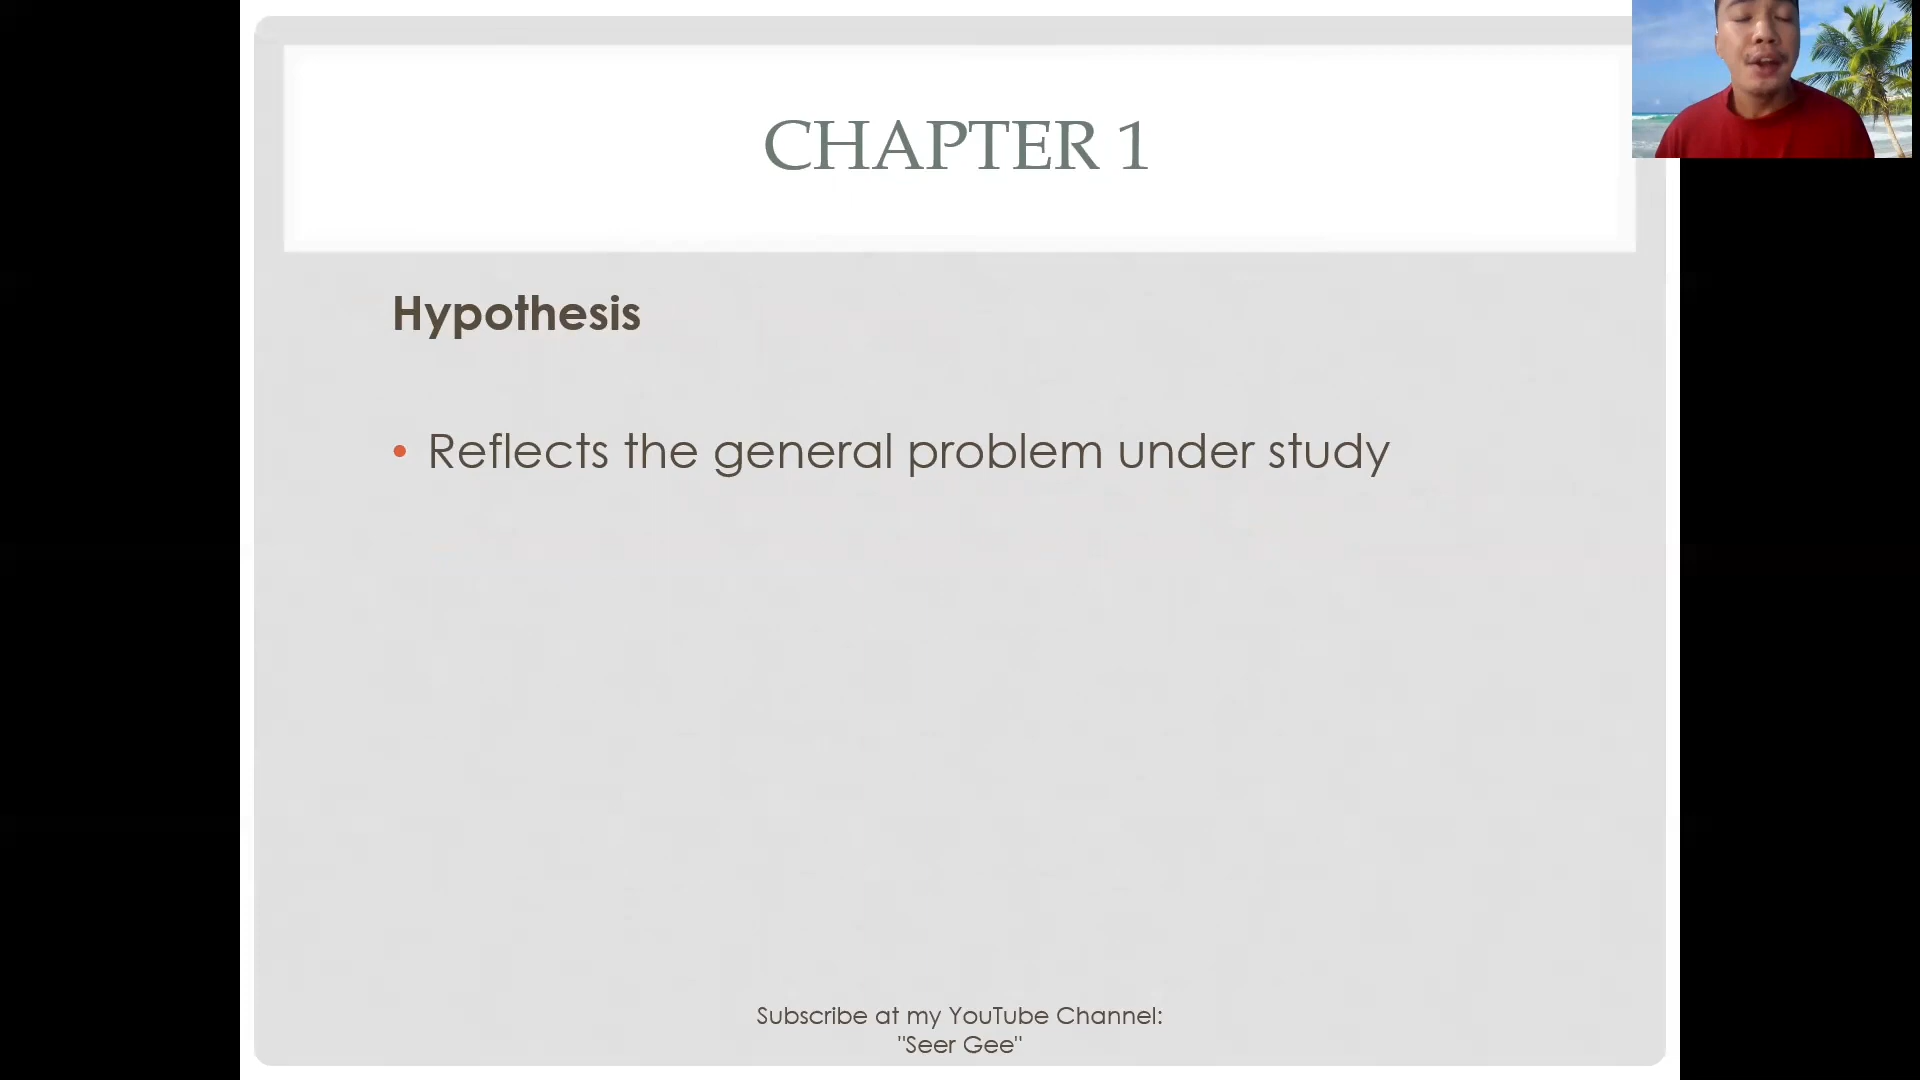 CHAPTER 1
Hypothesis
• Reflects the general problem under study
Subscribe at my YouTube Channel:
"Seer Gee"